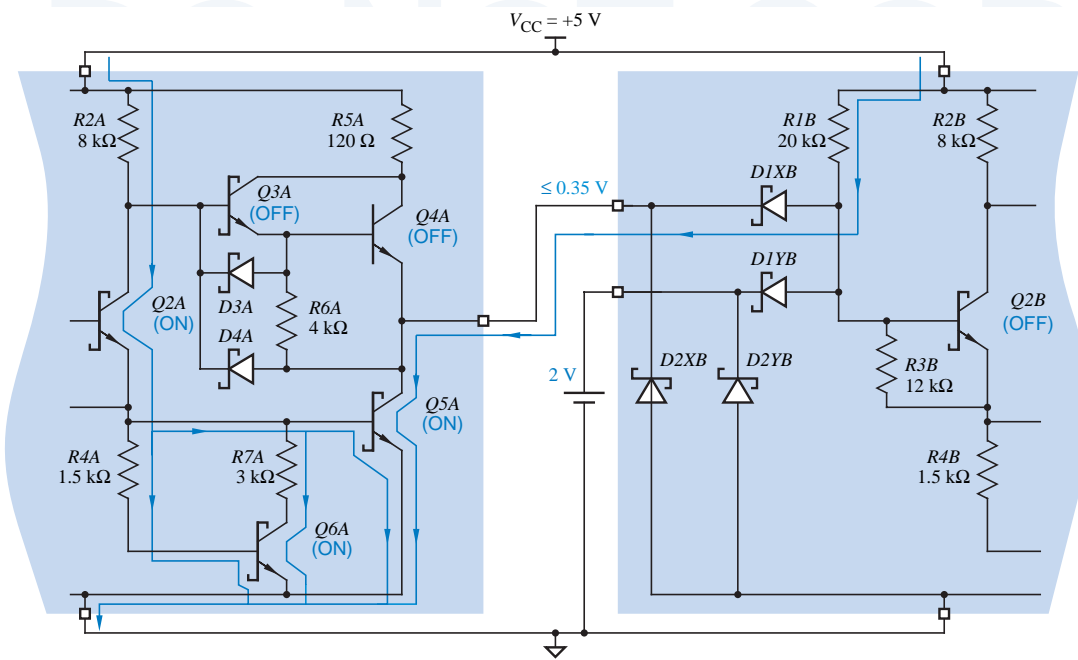 VCC = +5 V
R2A
8 kΩ
R5A
120 Ω
Q3A
(OFF)
Q4A
(OFF)
D3A
R6A
4 kΩ
D4A
Q2A
(ON)
Q5A
(ON)
R4A
1.5 kΩ
R7A
3 kΩ
Q6A
(ON)
≤ 0.35 V
2 V
R1B
20 kΩ
R2B
8 kΩ
D1XB
D1YB
D2XB
D2YB
Q2B
(OFF)
R3B
12 kΩ
R4B
1.5 kΩ